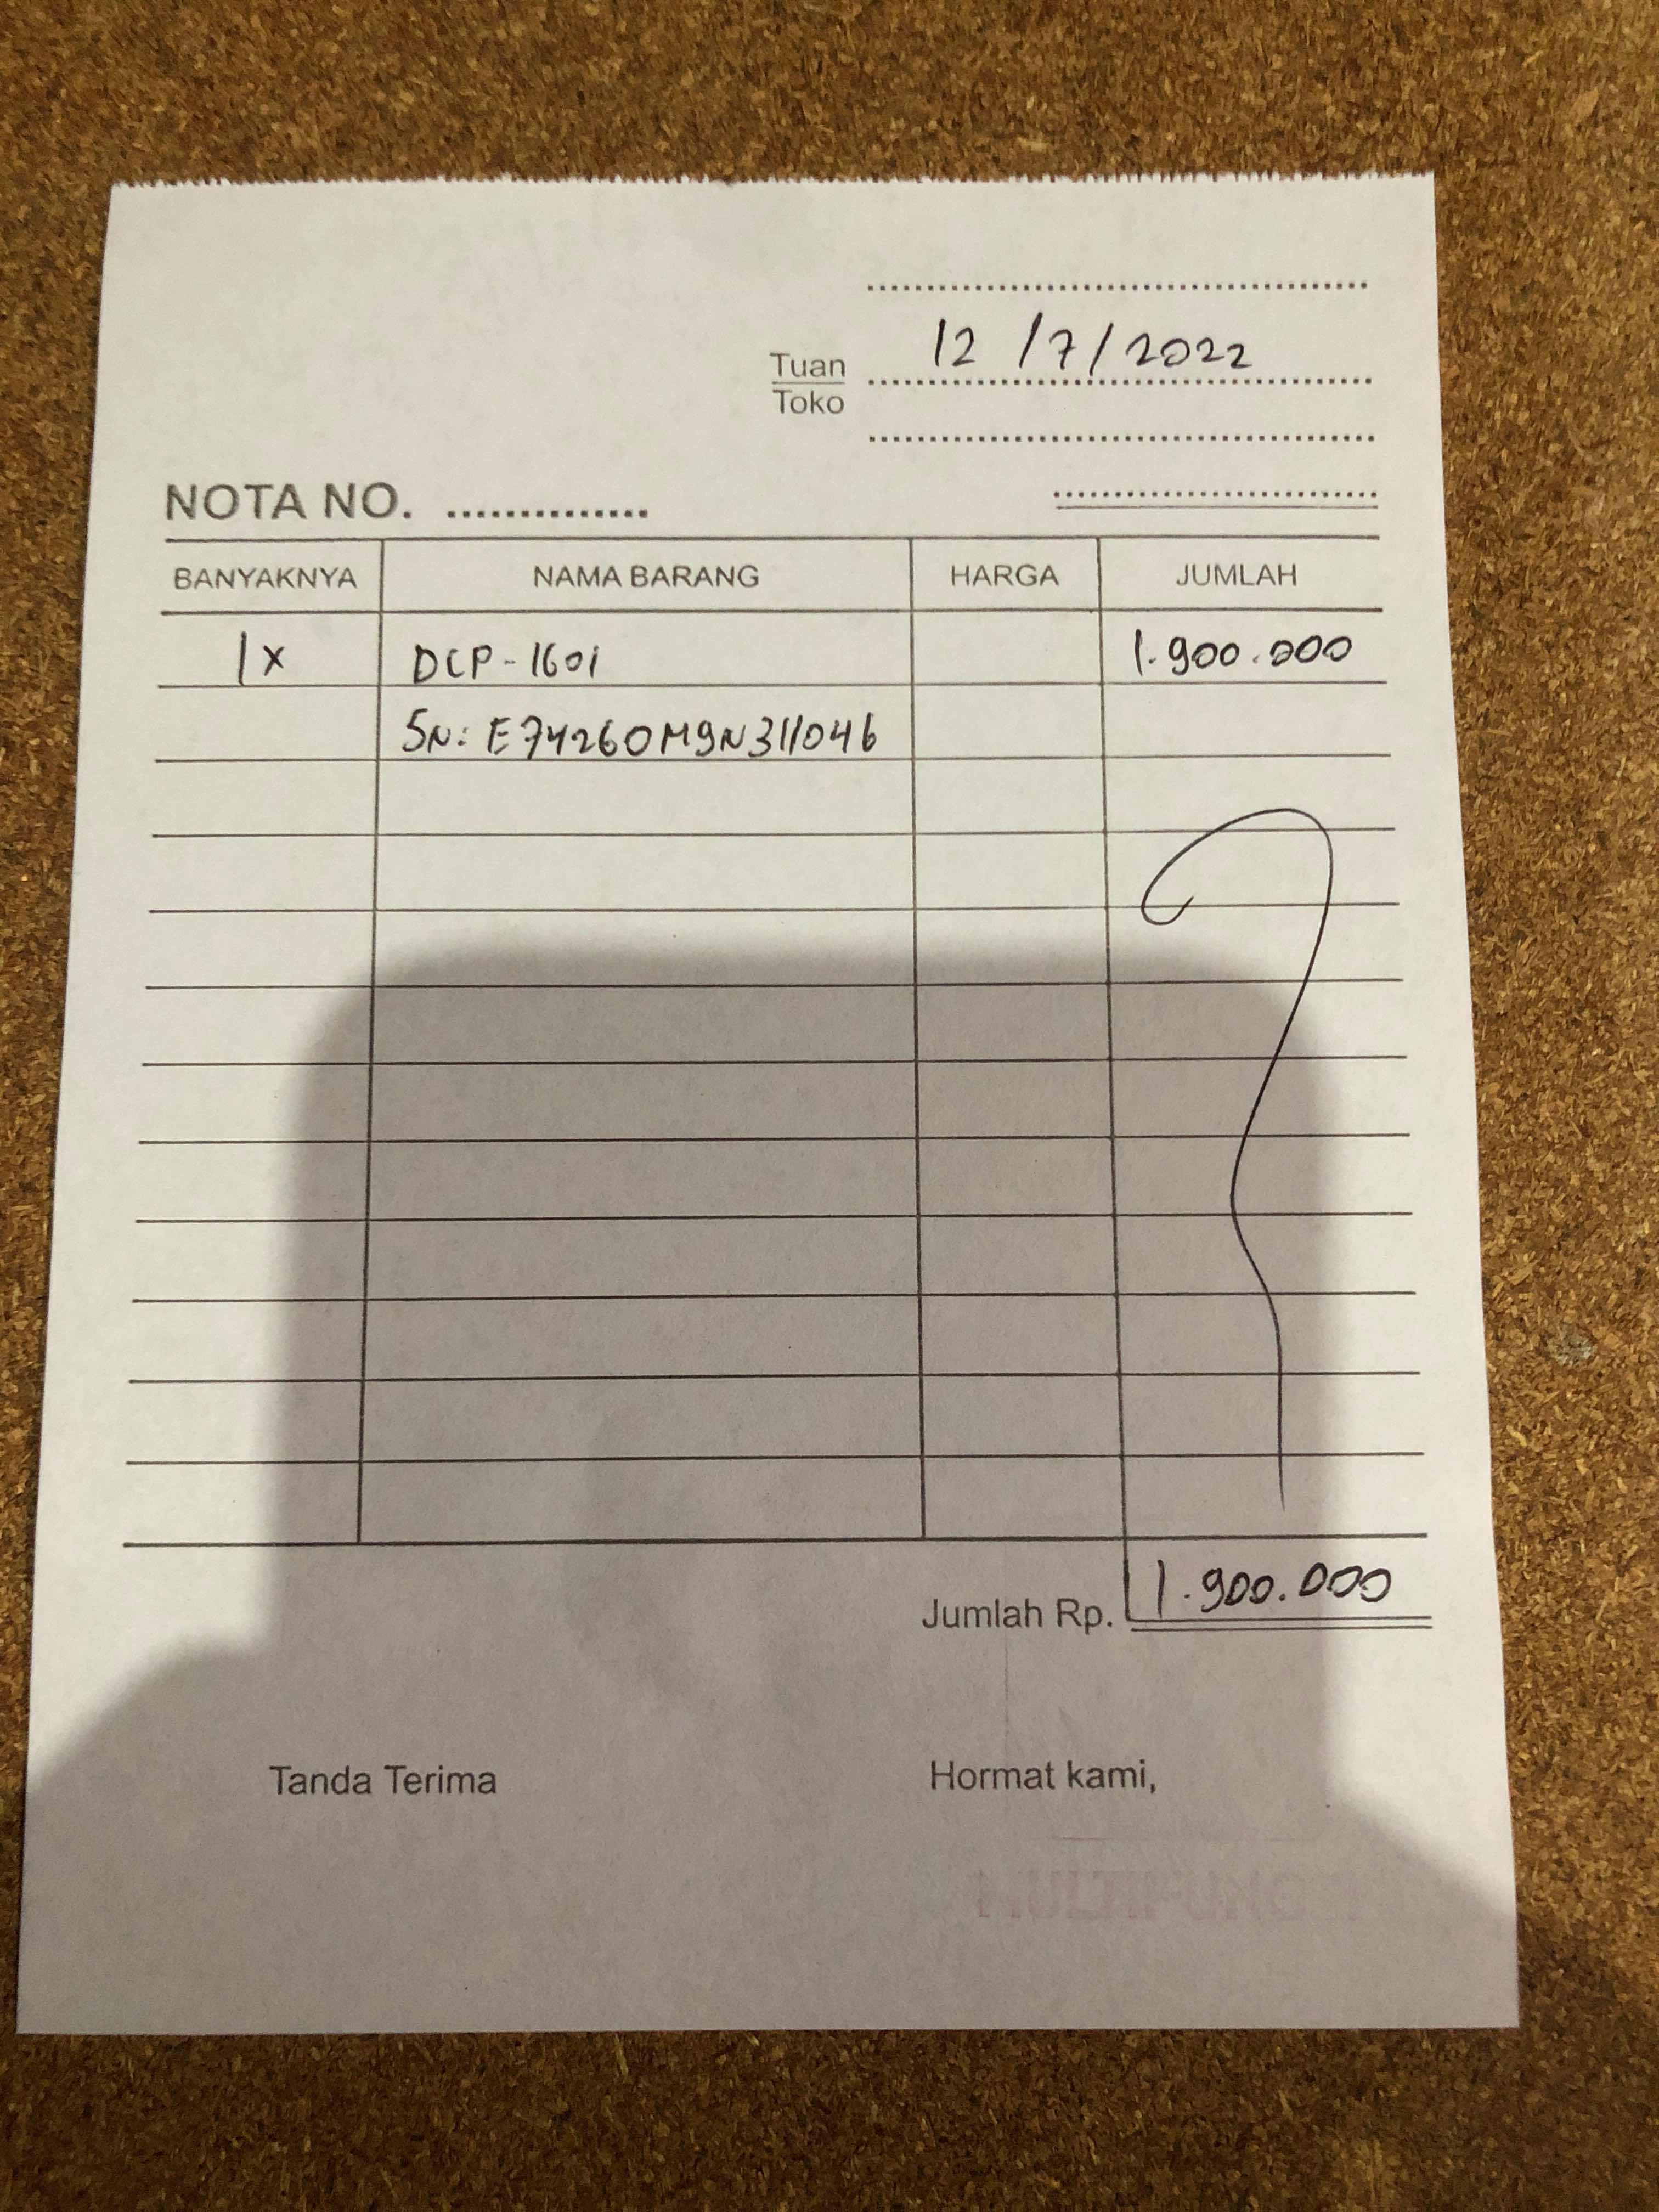 12/7/2022
Tuan
Toko
NOTA NO. ..............
BANYAKNYA NAMA BARANG HARGA JUMLAH
1x DCP-1601 1.900.000
SN: E74260M9N311046
Jumlah Rp. 1.900.000
Tanda Terima Hormat kami,